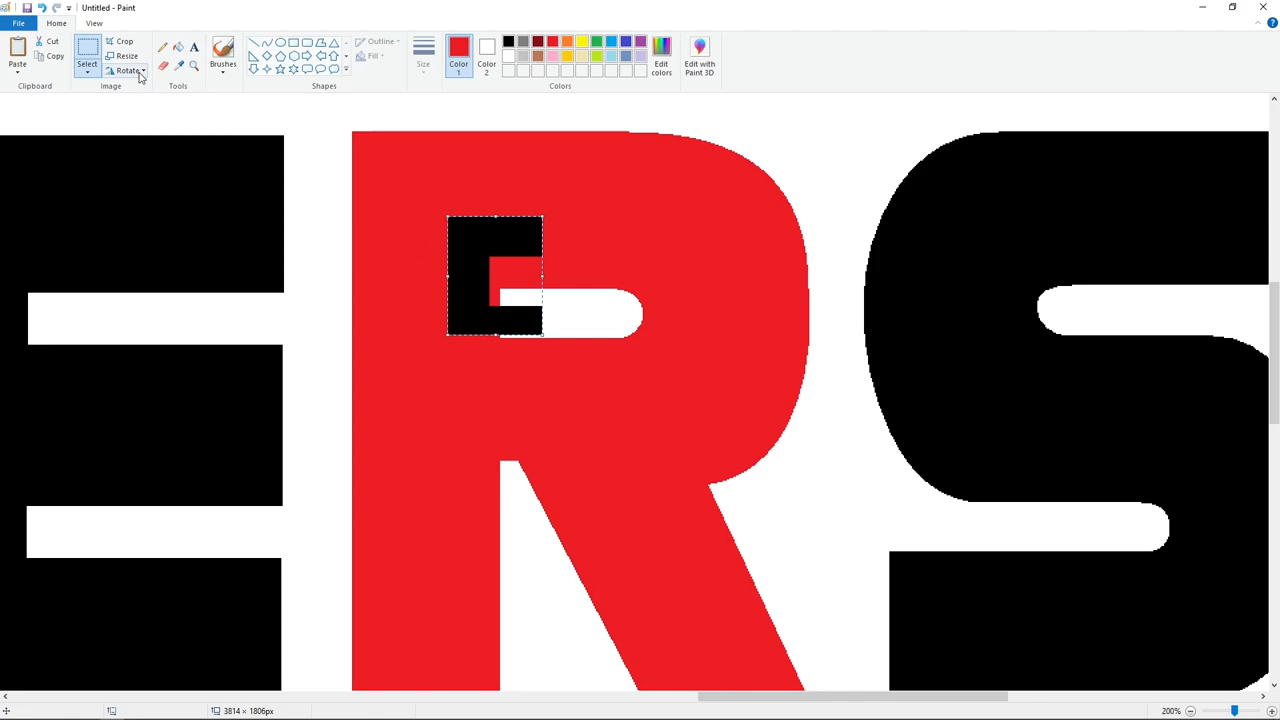 Untitled - Paint
File Home View
Paste
Cut
Copy
Clipboard
Select
Crop
Resize
Rotate
Image
Tools
Brushes
Shapes
Outline
Fill
Size
Color 1
Color 2
Colors
Edit colors
Edit with Paint 3D
ERS
3814 × 1806px
200%